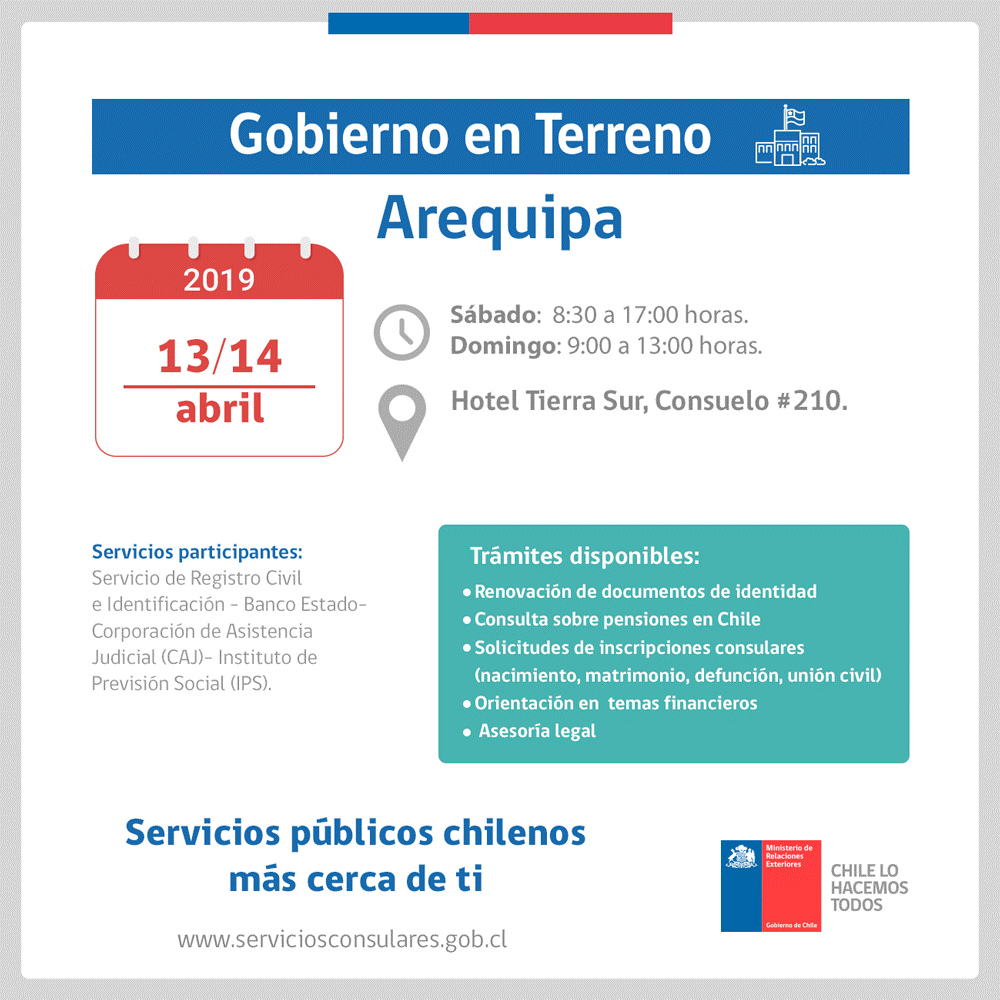 Gobierno en Terreno
Arequipa
2019
13/14
abril
Sábado: 8:30 a 17:00 horas.
Domingo: 9:00 a 13:00 horas.
Hotel Tierra Sur, Consuelo #210.
Servicios participantes:
Servicio de Registro Civil
e Identificación - Banco Estado-
Corporación de Asistencia
Judicial (CAJ)- Instituto de
Previsión Social (IPS).
Trámites disponibles:
• Renovación de documentos de identidad
• Consulta sobre pensiones en Chile
• Solicitudes de inscripciones consulares
(nacimiento, matrimonio, defunción, unión civil)
• Orientación en temas financieros
• Asesoría legal
Servicios públicos chilenos
más cerca de ti
www.serviciosconsulares.gob.cl
Ministerio de
Relaciones
Exteriores
Gobierno de Chile
CHILE LO
HACEMOS
TODOS